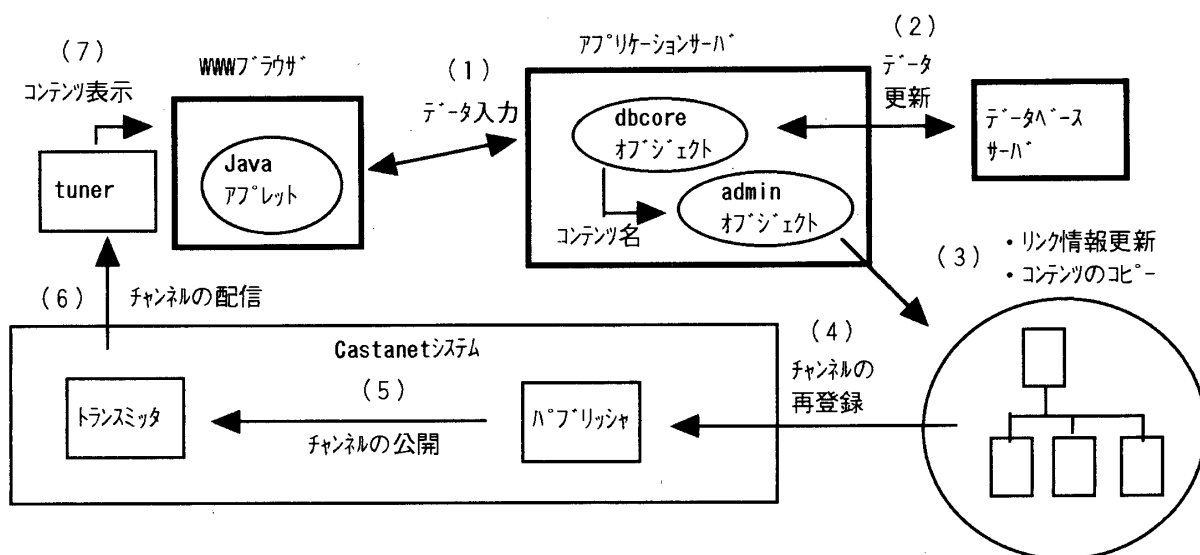 (7)
コンテンツ表示
tuner
WWWブラウザ
Java
アプレット
(1)
データ入力
アプリケーションサーバ
dbcore
オブジェクト
admin
オブジェクト
コンテンツ名
(2)
データ
更新
データベース
サーバ
(3)
・リンク情報更新
・コンテンツのコピー
(4)
チャンネルの
再登録
(6)
チャンネルの配信
Castanetシステム
トランスミッタ
(5)
チャンネルの公開
パブリッシャ